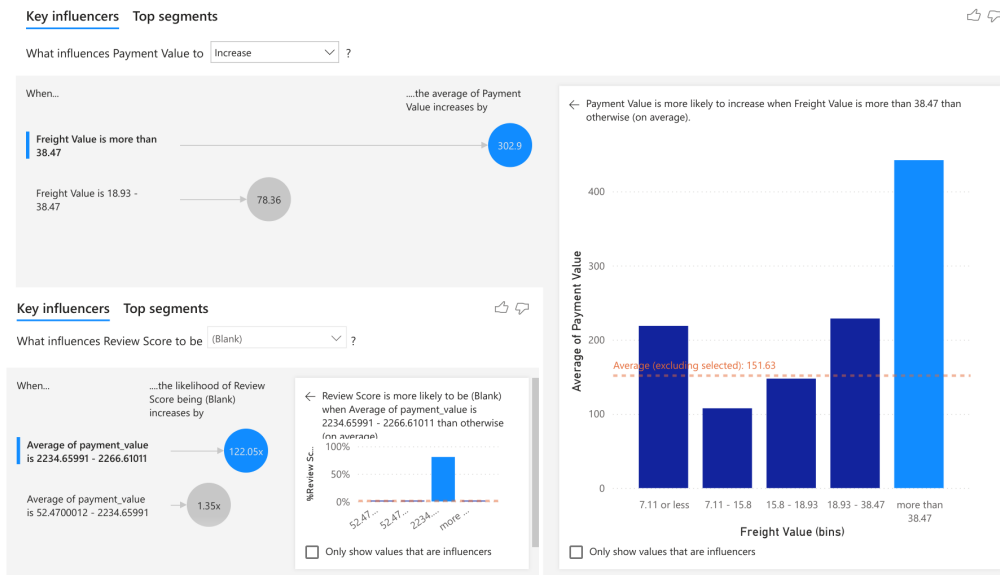 Key influencers Top segments
What influences Payment Value to Increase ?
When...
....the average of Payment
Value increases by
Freight Value is more than
38.47
302.9
Freight Value is 18.93 -
38.47
78.36
← Payment Value is more likely to increase when Freight Value is more than 38.47 than
otherwise (on average).
Average of Payment Value
400
300
200
100
0
Average (excluding selected): 151.63
7.11 or less 7.11 - 15.8 15.8 - 18.93 18.93 - 38.47 more than
38.47
Freight Value (bins)
Only show values that are influencers
Key influencers Top segments
What influences Review Score to be (Blank) ?
When...
....the likelihood of Review
Score being (Blank)
increases by
Average of payment_value
is 2234.65991 - 2266.61011
122.05x
Average of payment_value
is 52.4700012 - 2234.65991
1.35x
← Review Score is more likely to be (Blank)
when Average of payment_value is
2234.65991 - 2266.61011 than otherwise
(on average)
%Review Sc...
100%
50%
0%
52.47... 52.47... 2234.... more ...
Only show values that are influencers